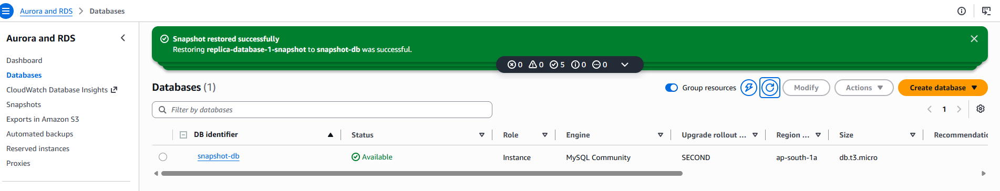 Aurora and RDS > Databases
Aurora and RDS
Dashboard
Databases
CloudWatch Database Insights
Snapshots
Exports in Amazon S3
Automated backups
Reserved instances
Proxies
Snapshot restored successfully
Restoring replica-database-1-snapshot to snapshot-db was successful.
0 0 5 0 0
Databases (1)
Group resources
Modify
Actions
Create database
Filter by databases
1
DB identifier Status Role Engine Upgrade rollout ... Region ... Size Recommendatic
snapshot-db Available Instance MySQL Community SECOND ap-south-1a db.t3.micro